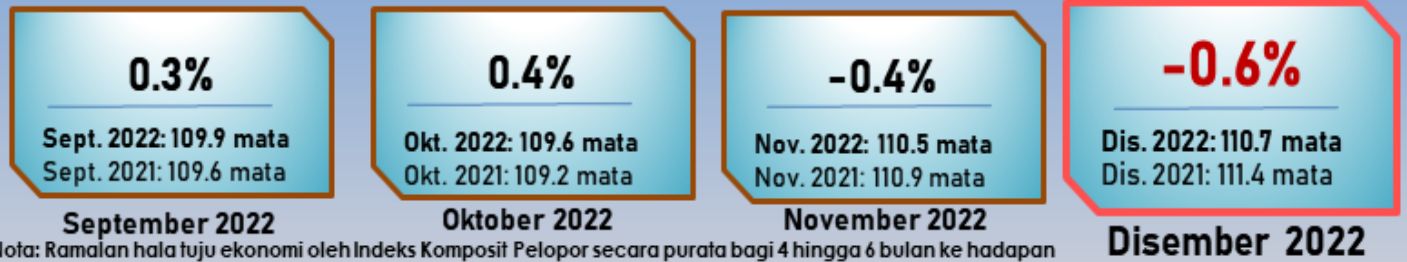 0.3%
Sept. 2022: 109.9 mata
Sept. 2021: 109.6 mata
September 2022
0.4%
Okt. 2022: 109.6 mata
Okt. 2021: 109.2 mata
Oktober 2022
-0.4%
Nov. 2022: 110.5 mata
Nov. 2021: 110.9 mata
November 2022
-0.6%
Dis. 2022: 110.7 mata
Dis. 2021: 111.4 mata
Disember 2022
Nota: Ramalan hala tuju ekonomi oleh Indeks Komposit Pelopor secara purata bagi 4 hingga 6 bulan ke hadapan